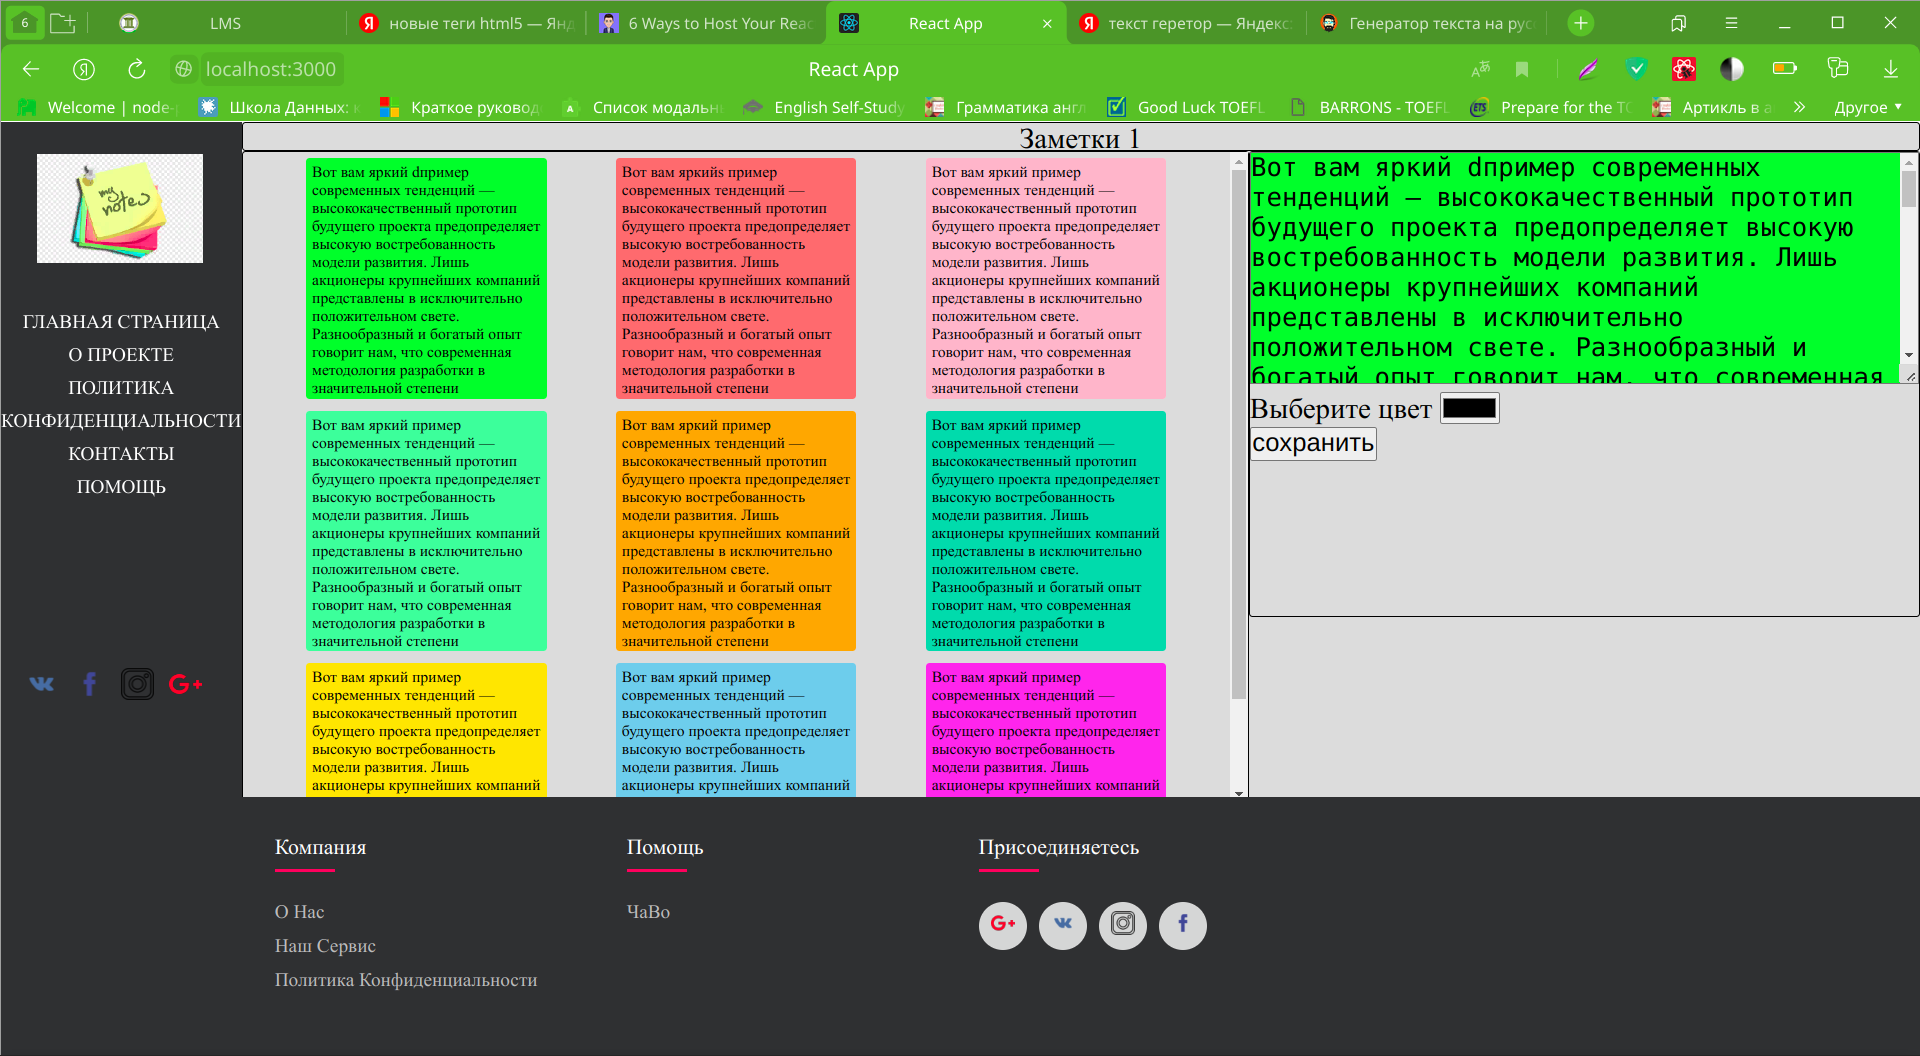 6
LMS
новые теги html5 — Янд
6 Ways to Host Your Reac
React App
текст геретор — Яндекс:
Генератор текста на рус
localhost:3000
React App
Welcome | node-
Школа Данных: к
Краткое руковод
Список модальн
English Self-Study
Грамматика англ
Good Luck TOEFL
BARRONS - TOEFL
Prepare for the TO
Артикль в а
Другое
my notes
ГЛАВНАЯ СТРАНИЦА
О ПРОЕКТЕ
ПОЛИТИКА
КОНФИДЕНЦИАЛЬНОСТИ
КОНТАКТЫ
ПОМОЩЬ
Заметки 1
Вот вам яркий dпример
современных тенденций —
высококачественный прототип
будущего проекта предопределяет
высокую востребованность
модели развития. Лишь
акционеры крупнейших компаний
представлены в исключительно
положительном свете.
Разнообразный и богатый опыт
говорит нам, что современная
методология разработки в
значительной степени
Вот вам яркийs пример
современных тенденций —
высококачественный прототип
будущего проекта предопределяет
высокую востребованность
модели развития. Лишь
акционеры крупнейших компаний
представлены в исключительно
положительном свете.
Разнообразный и богатый опыт
говорит нам, что современная
методология разработки в
значительной степени
Вот вам яркий пример
современных тенденций —
высококачественный прототип
будущего проекта предопределяет
высокую востребованность
модели развития. Лишь
акционеры крупнейших компаний
представлены в исключительно
положительном свете.
Разнообразный и богатый опыт
говорит нам, что современная
методология разработки в
значительной степени
Вот вам яркий пример
современных тенденций —
высококачественный прототип
будущего проекта предопределяет
высокую востребованность
модели развития. Лишь
акционеры крупнейших компаний
представлены в исключительно
положительном свете.
Разнообразный и богатый опыт
говорит нам, что современная
методология разработки в
значительной степени
Вот вам яркий пример
современных тенденций —
высококачественный прототип
будущего проекта предопределяет
высокую востребованность
модели развития. Лишь
акционеры крупнейших компаний
представлены в исключительно
положительном свете.
Разнообразный и богатый опыт
говорит нам, что современная
методология разработки в
значительной степени
Вот вам яркий пример
современных тенденций —
высококачественный прототип
будущего проекта предопределяет
высокую востребованность
модели развития. Лишь
акционеры крупнейших компаний
представлены в исключительно
положительном свете.
Разнообразный и богатый опыт
говорит нам, что современная
методология разработки в
значительной степени
Вот вам яркий пример
современных тенденций —
высококачественный прототип
будущего проекта предопределяет
высокую востребованность
модели развития. Лишь
акционеры крупнейших компаний
Вот вам яркий пример
современных тенденций —
высококачественный прототип
будущего проекта предопределяет
высокую востребованность
модели развития. Лишь
акционеры крупнейших компаний
Вот вам яркий пример
современных тенденций —
высококачественный прототип
будущего проекта предопределяет
высокую востребованность
модели развития. Лишь
акционеры крупнейших компаний
Вот вам яркий dпример современных
тенденций — высококачественный прототип
будущего проекта предопределяет высокую
востребованность модели развития. Лишь
акционеры крупнейших компаний
представлены в исключительно
положительном свете. Разнообразный и
богатый опыт говорит нам, что современная
Выберите цвет
сохранить
Компания
О Нас
Наш Сервис
Политика Конфиденциальности
Помощь
ЧаВо
Присоединяетесь